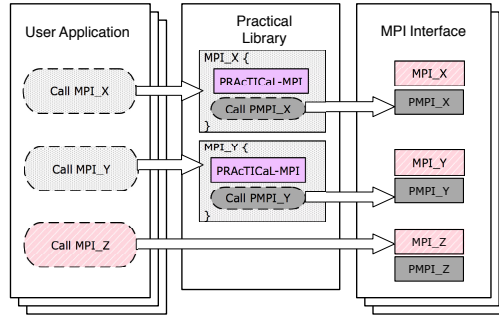 User Application
Call MPI_X
Call MPI_Y
Call MPI_Z
Practical
Library
MPI_X {
PRAcTICaL-MPI
Call PMPI_X
}
MPI_Y {
PRAcTICaL-MPI
Call PMPI_Y
}
MPI Interface
MPI_X
PMPI_X
MPI_Y
PMPI_Y
MPI_Z
PMPI_Z